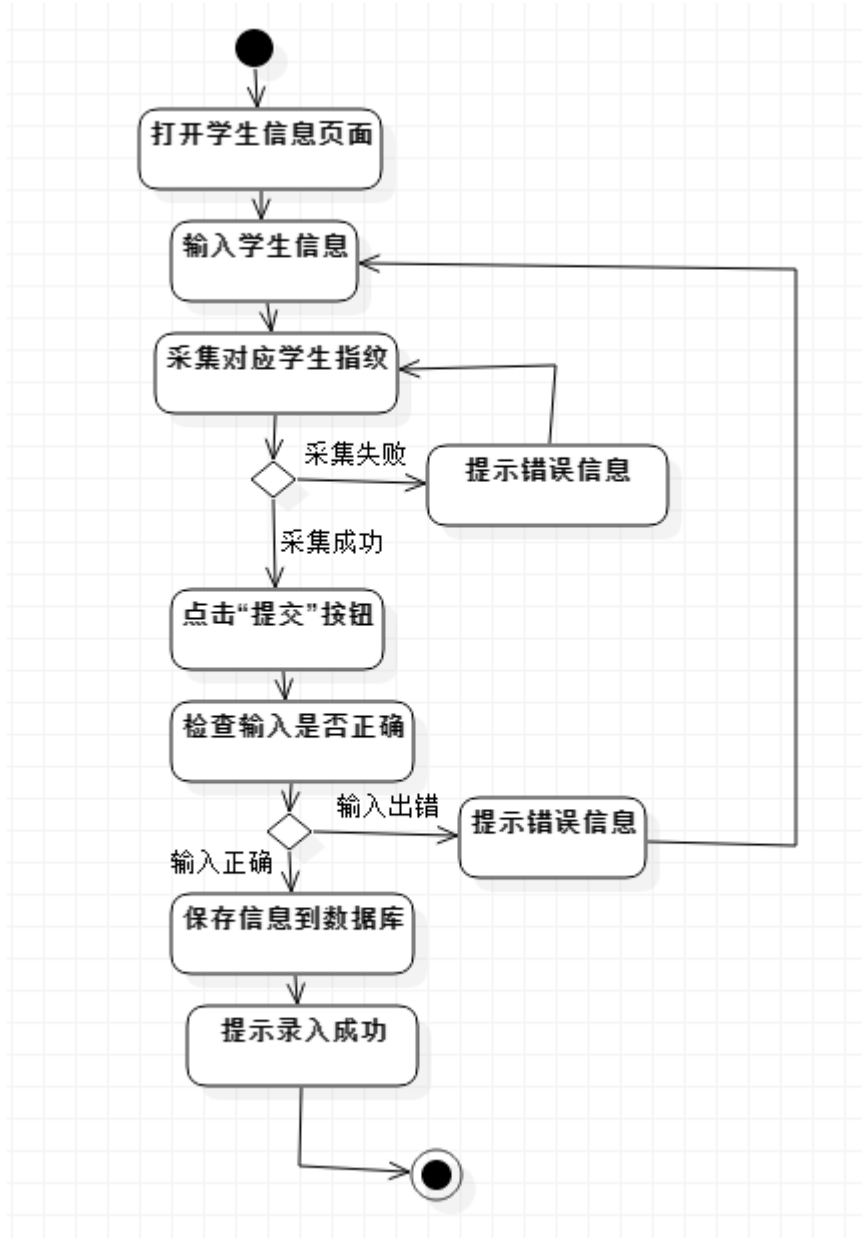 打开学生信息页面
输入学生信息
采集对应学生指纹
采集失败
提示错误信息
采集成功
点击“提交”按钮
检查输入是否正确
输入出错
提示错误信息
输入正确
保存信息到数据库
提示录入成功